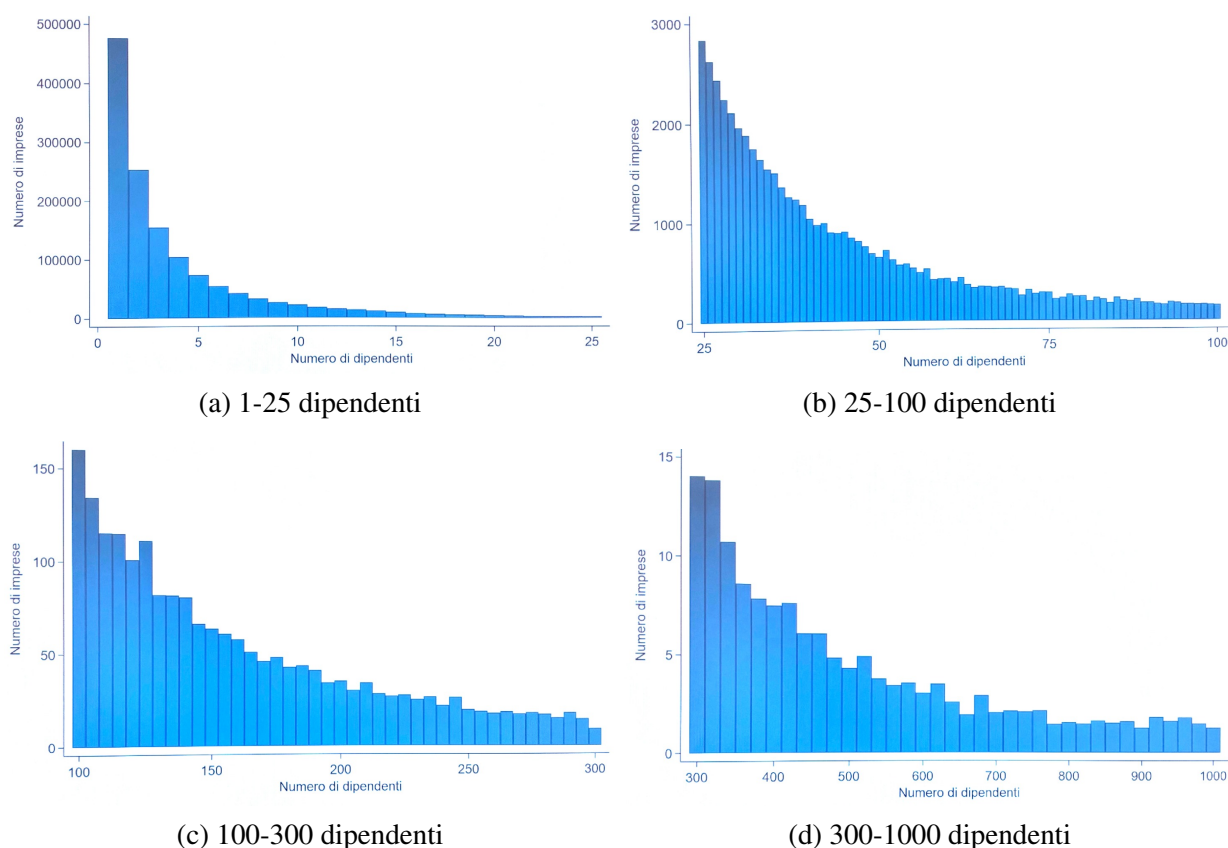 500000
400000
300000
200000
100000
0
Numero di imprese
0 5 10 15 20 25
Numero di dipendenti
(a) 1-25 dipendenti
3000
2000
1000
0
Numero di imprese
25 50 75 100
Numero di dipendenti
(b) 25-100 dipendenti
150
100
50
0
Numero di imprese
100 150 200 250 300
Numero di dipendenti
(c) 100-300 dipendenti
15
10
5
0
Numero di imprese
300 400 500 600 700 800 900 1000
Numero di dipendenti
(d) 300-1000 dipendenti